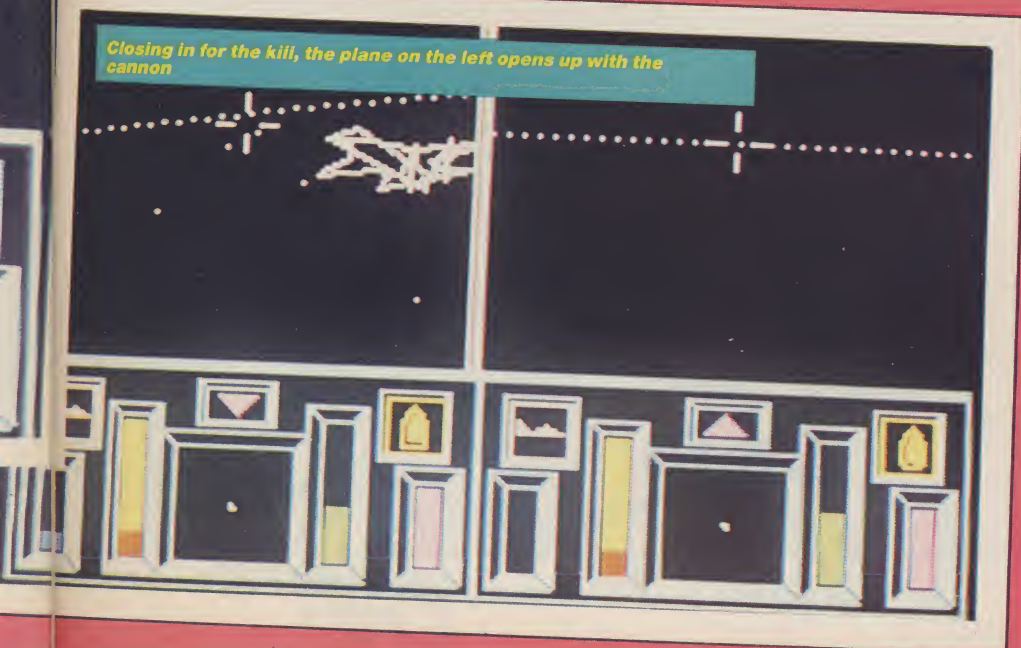 Closing in for the kill, the plane on the left opens up with the
cannon